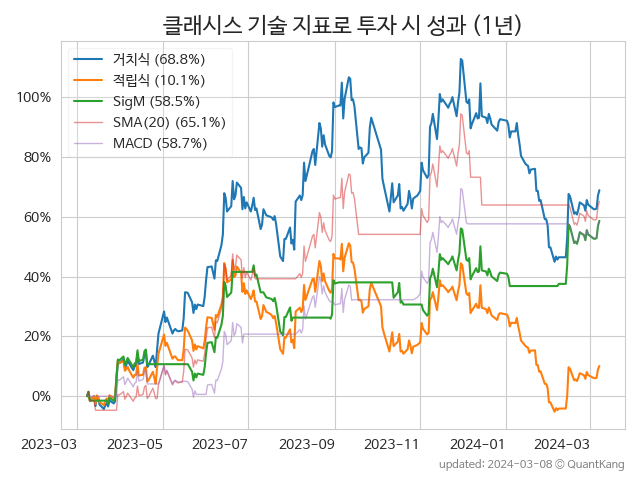 클래시스 기술 지표로 투자 시 성과 (1년)
거치식 (68.8%)
적립식 (10.1%)
SigM (58.5%)
SMA(20) (65.1%)
MACD (58.7%)
100%
80%
60%
40%
20%
0%
2023-03 2023-05 2023-07 2023-09 2023-11 2024-01 2024-03
updated: 2024-03-08 © QuantKang